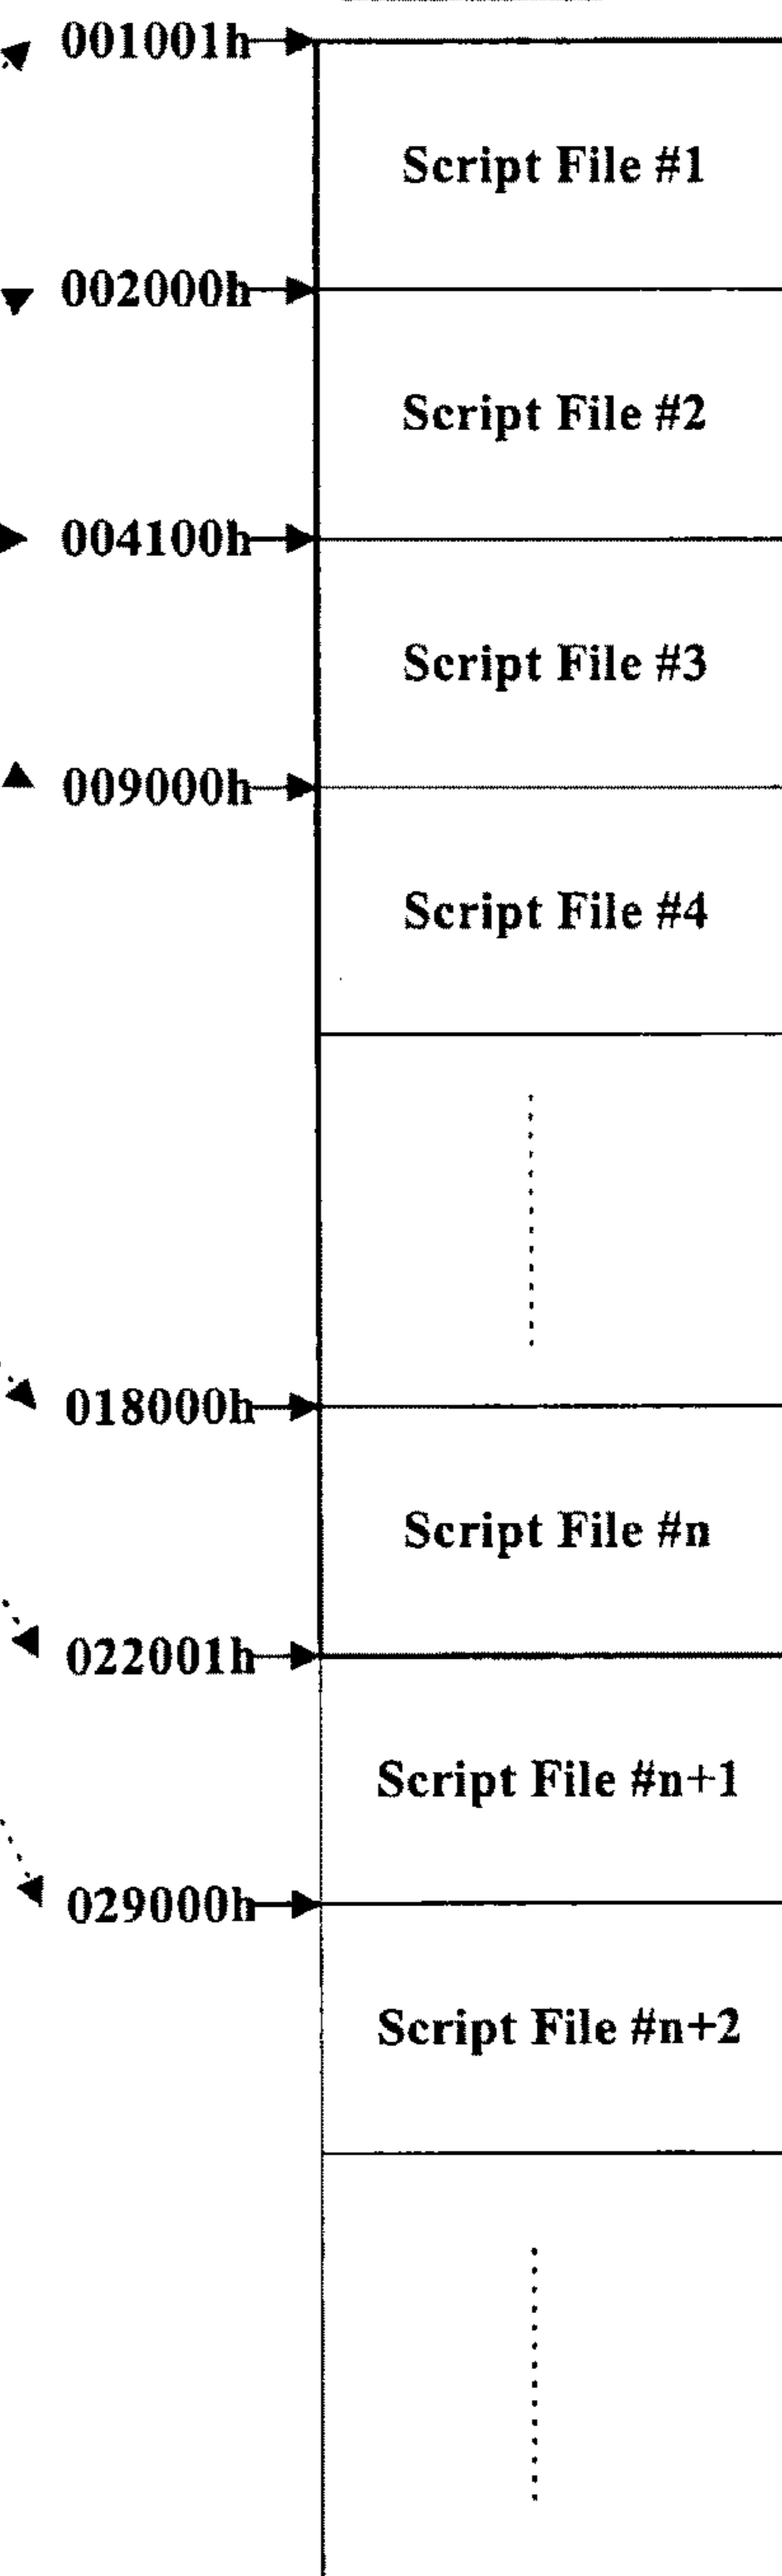 001001h
Script File #1
002000h
Script File #2
004100h
Script File #3
009000h
Script File #4
018000h
Script File #n
022001h
Script File #n+1
029000h
Script File #n+2